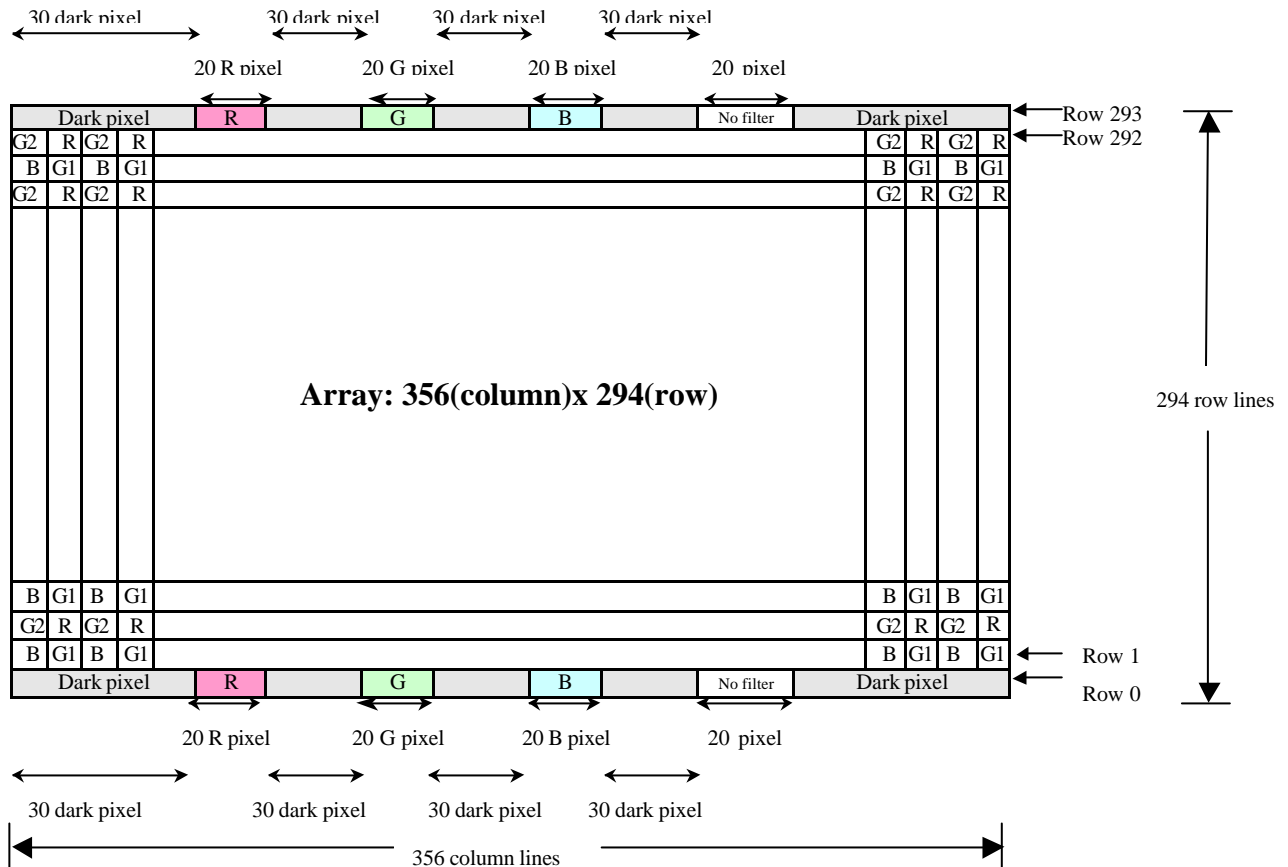 30 dark pixel 30 dark pixel 30 dark pixel 30 dark pixel
20 R pixel 20 G pixel 20 B pixel 20 pixel
Dark pixel R G B No filter Dark pixel Row 293
G2 R G2 R G2 R G2 R Row 292
B G1 B G1 B G1 B G1
G2 R G2 R G2 R G2 R
Array: 356(column)x 294(row)
294 row lines
B G1 B G1 B G1 B G1
G2 R G2 R G2 R G2 R
B G1 B G1 B G1 B G1 Row 1
Dark pixel R G B No filter Dark pixel Row 0
20 R pixel 20 G pixel 20 B pixel 20 pixel
30 dark pixel 30 dark pixel 30 dark pixel 30 dark pixel
356 column lines